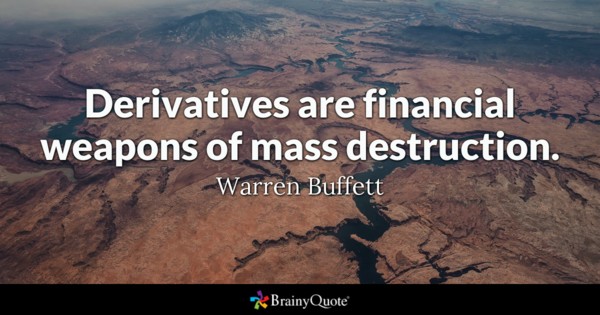 Derivatives are financial
weapons of mass destruction.
Warren Buffett
BrainyQuote®